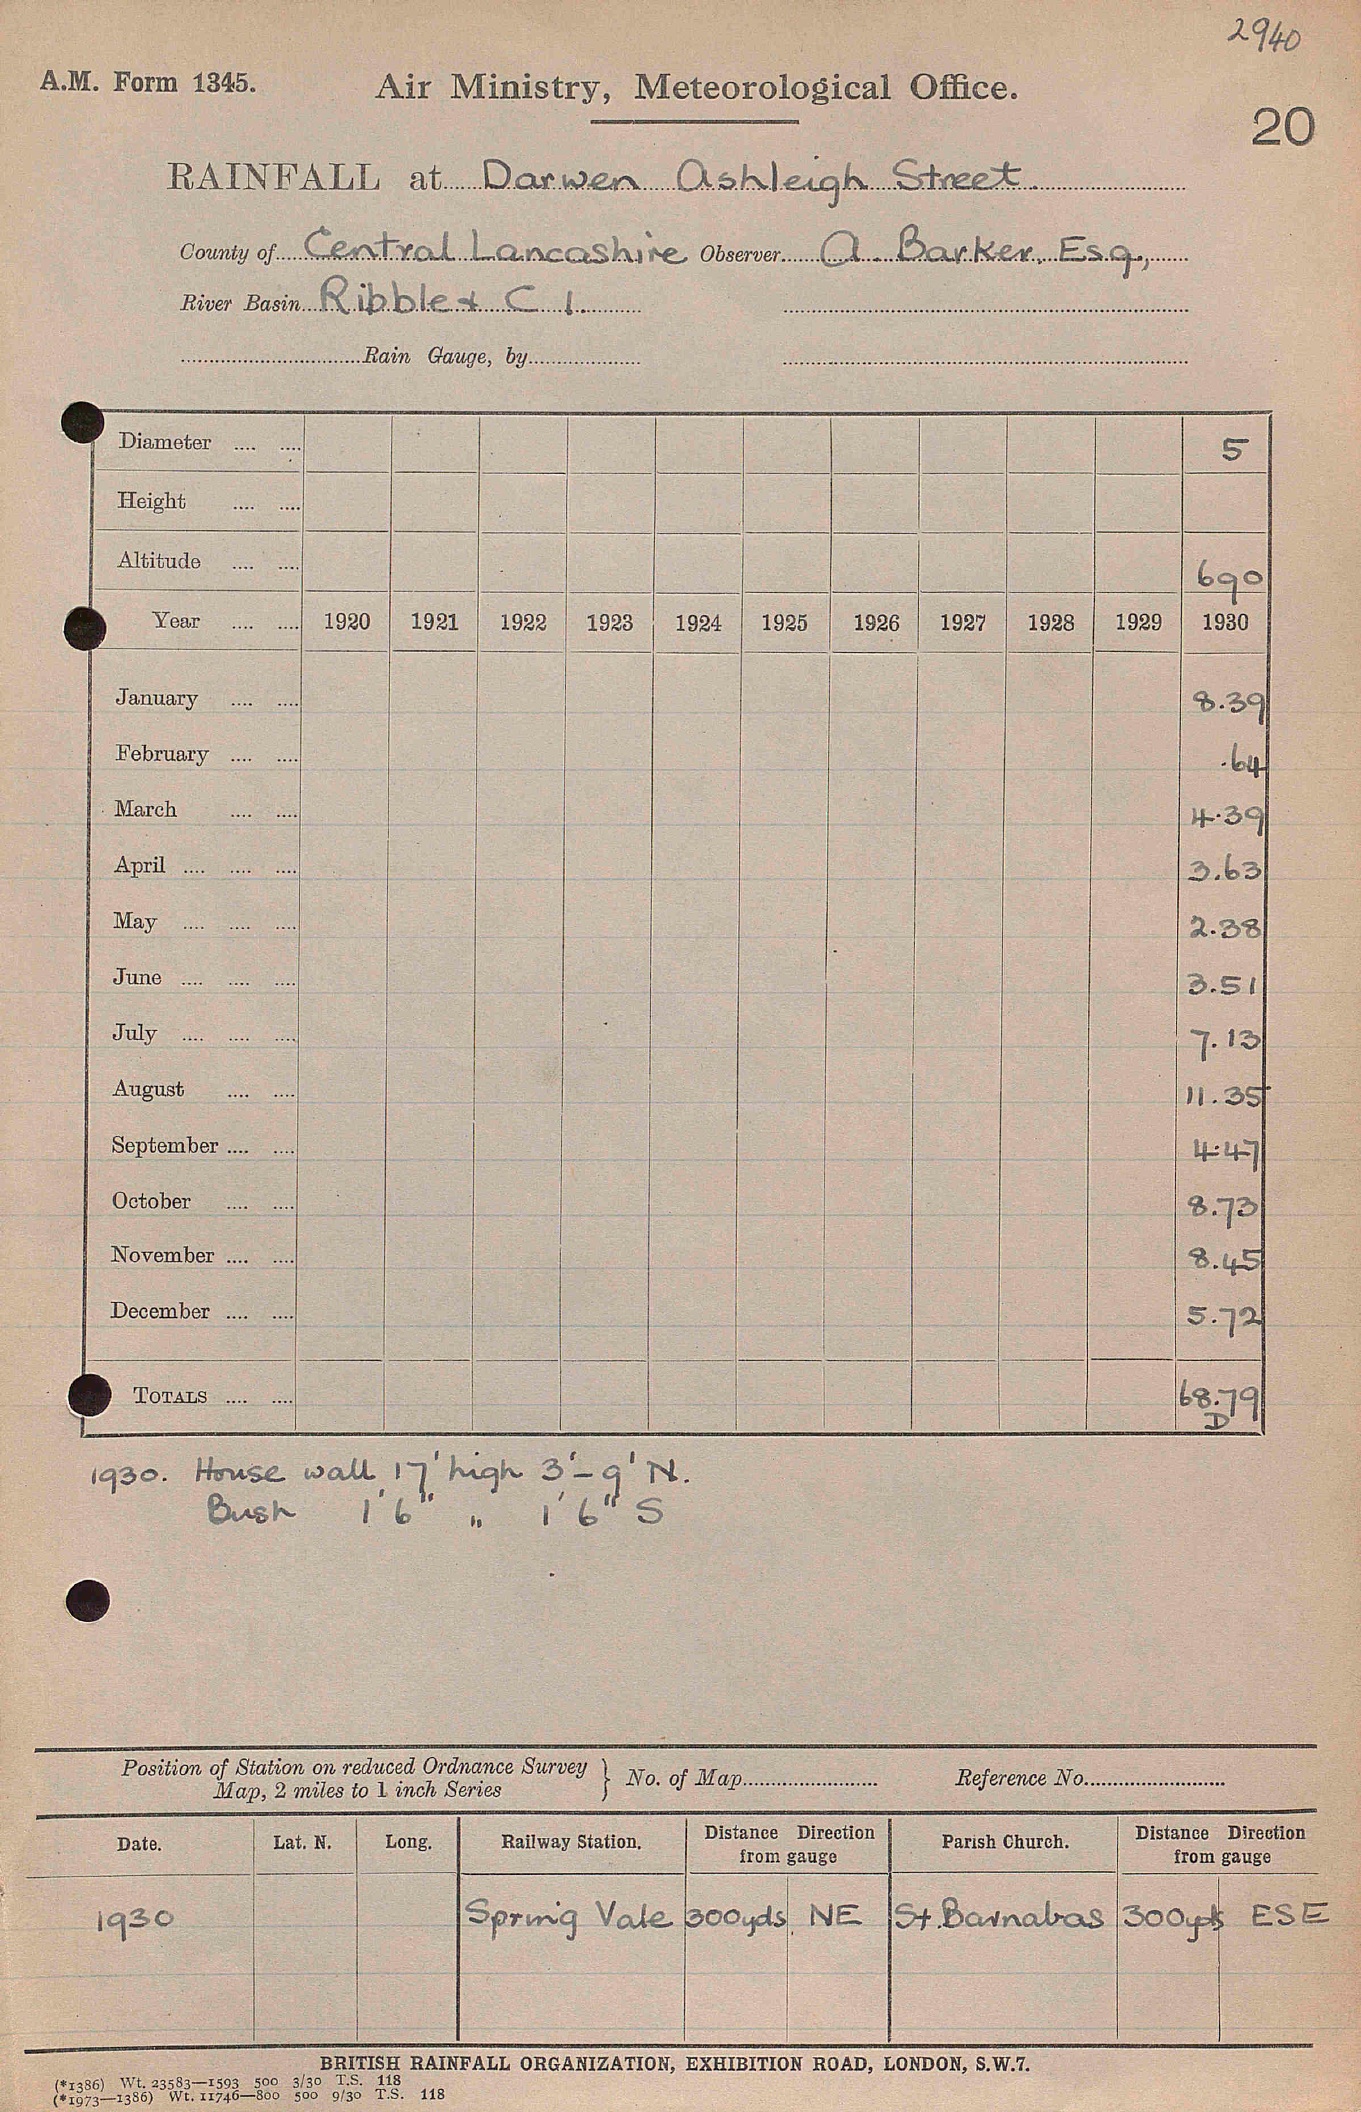 2940
A.M. Form 1345. Air Ministry, Meteorological Office.
20
RAINFALL at Darwen Ashleigh Street.
County of Central Lancashire Observer A. Barker, Esq.,
River Basin Ribble & C 1.
Rain Gauge, by
Diameter .... .... 5
Height .... ....
Altitude .... .... 690
Year .... .... 1920 1921 1922 1923 1924 1925 1926 1927 1928 1929 1930
January .... .... 8.39
February .... .... .64
March .... .... 4.39
April .... .... .... 3.63
May .... .... .... 2.38
June .... .... .... 3.51
July .... .... .... 7.13
August .... .... 11.35
September .... .... 4.47
October .... .... 8.73
November .... .... 8.45
December .... .... 5.72
TOTALS .... .... 68.79
D
1930. House wall 17' high 3'-9' N.
Bush 1'6" " 1'6" S
Position of Station on reduced Ordnance Survey
Map, 2 miles to 1 inch Series } No. of Map Reference No.
Date. Lat. N. Long. Railway Station. Distance Direction from gauge Parish Church. Distance Direction from gauge
1930 Spring Vale 300yds NE St. Barnabas 300yds ESE
BRITISH RAINFALL ORGANIZATION, EXHIBITION ROAD, LONDON, S.W.7.
(*1386) Wt. 23583—1593 500 3/30 T.S. 118
(*1973—1386) Wt. 11746—800 500 9/30 T.S. 118